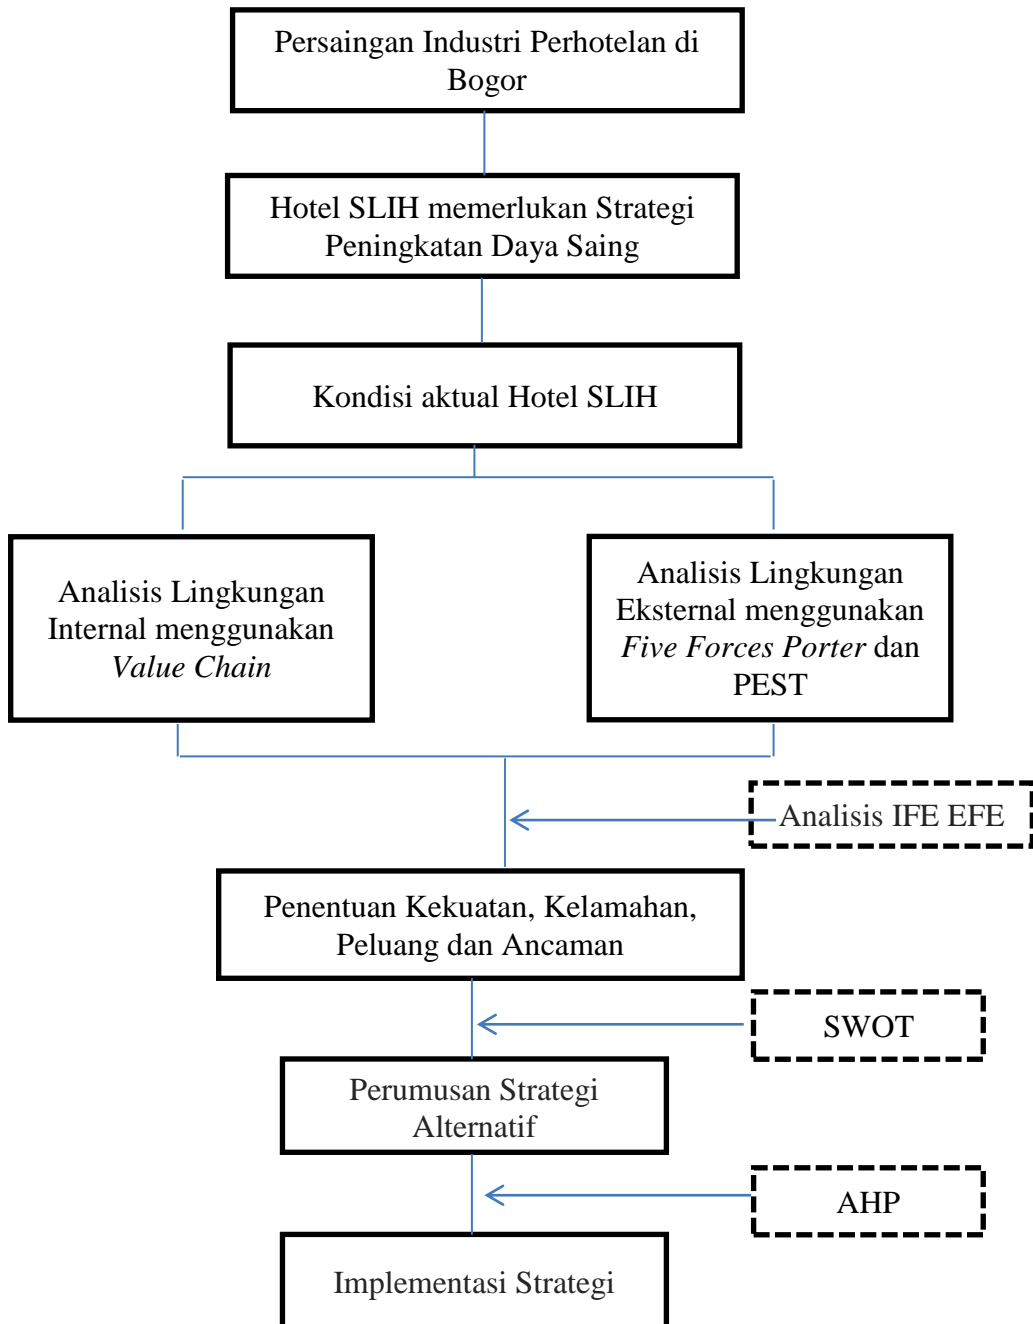 Persaingan Industri Perhotelan di
Bogor
Hotel SLIH memerlukan Strategi
Peningkatan Daya Saing
Kondisi aktual Hotel SLIH
Analisis Lingkungan
Internal menggunakan
Value Chain
Analisis Lingkungan
Eksternal menggunakan
Five Forces Porter dan
PEST
Analisis IFE EFE
Penentuan Kekuatan, Kelamahan,
Peluang dan Ancaman
SWOT
Perumusan Strategi
Alternatif
AHP
Implementasi Strategi